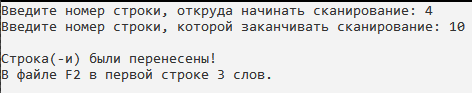 Введите номер строки, откруда начинать сканирование: 4
Введите номер строки, которой заканчивать сканирование: 10
Строка(-и) были перенесены!
В файле F2 в первой строке 3 слов.